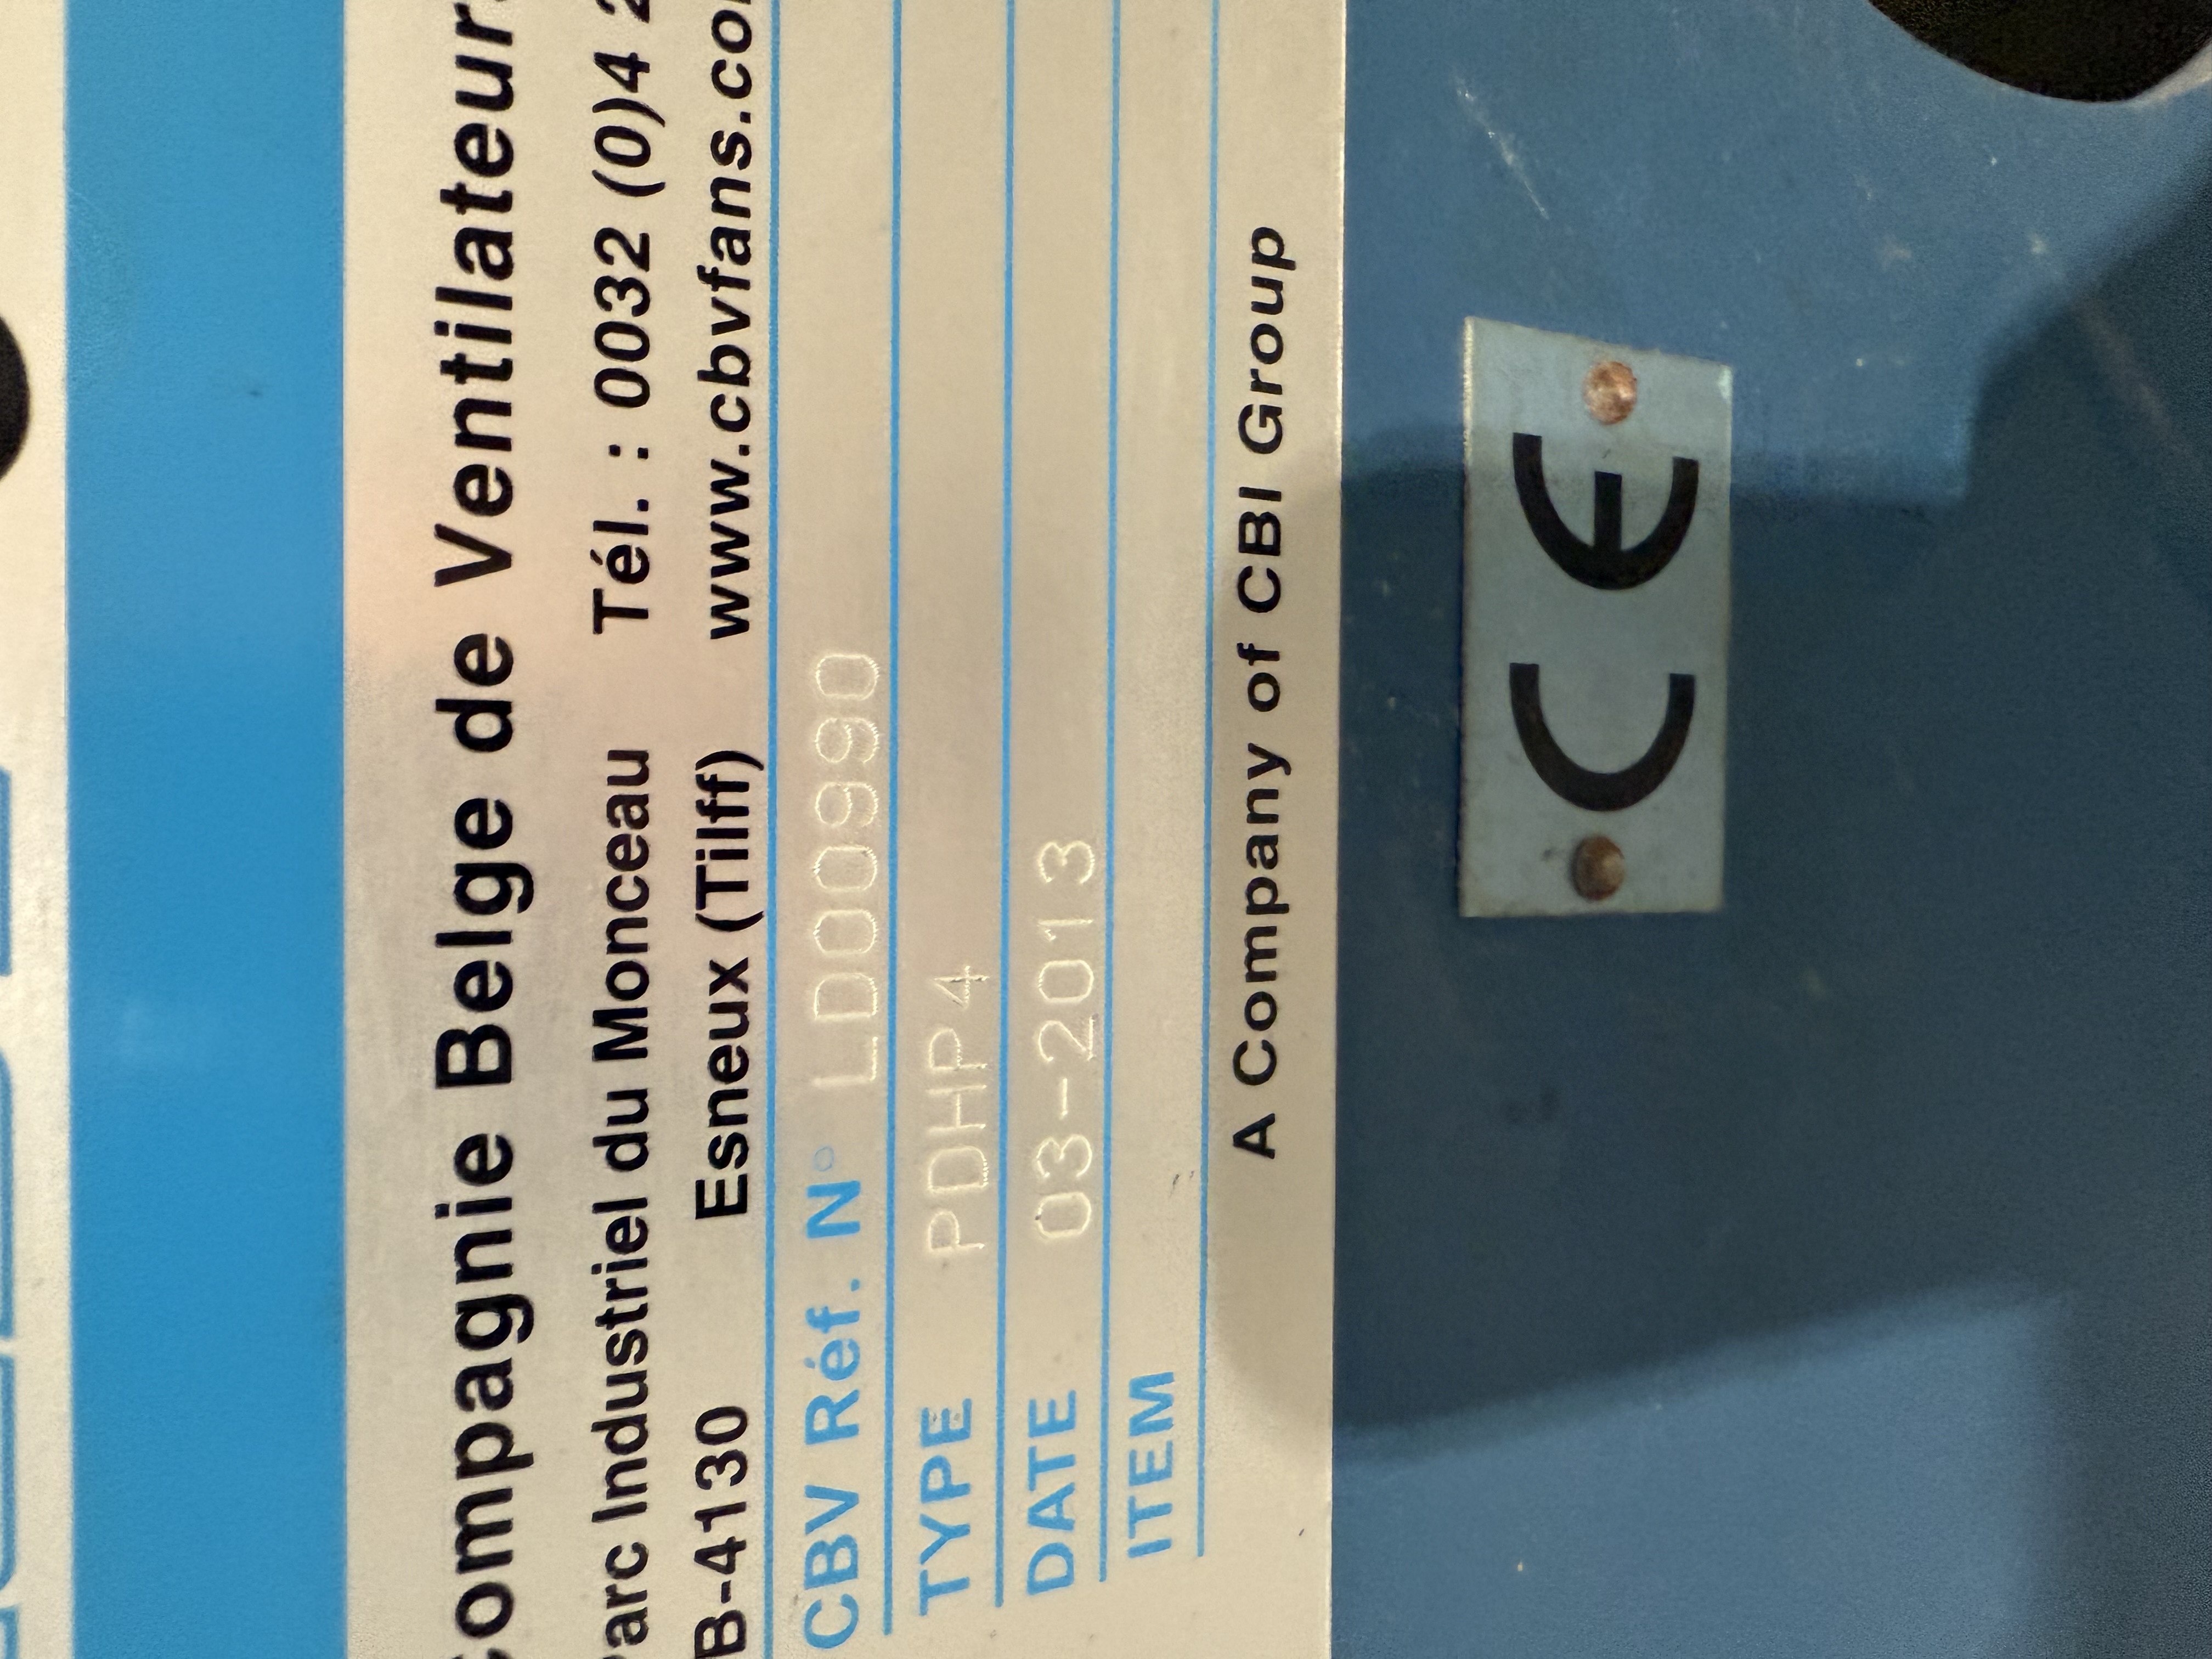 Compagnie Belge de Ventilateurs
Parc Industriel du Monceau Tél. : 0032 (0)4 2
B-4130 Esneux (Tilff) www.cbvfans.co
CBV Réf. N° LD00990
TYPE PDHP4
DATE 03-2013
ITEM
A Company of CBI Group
CE